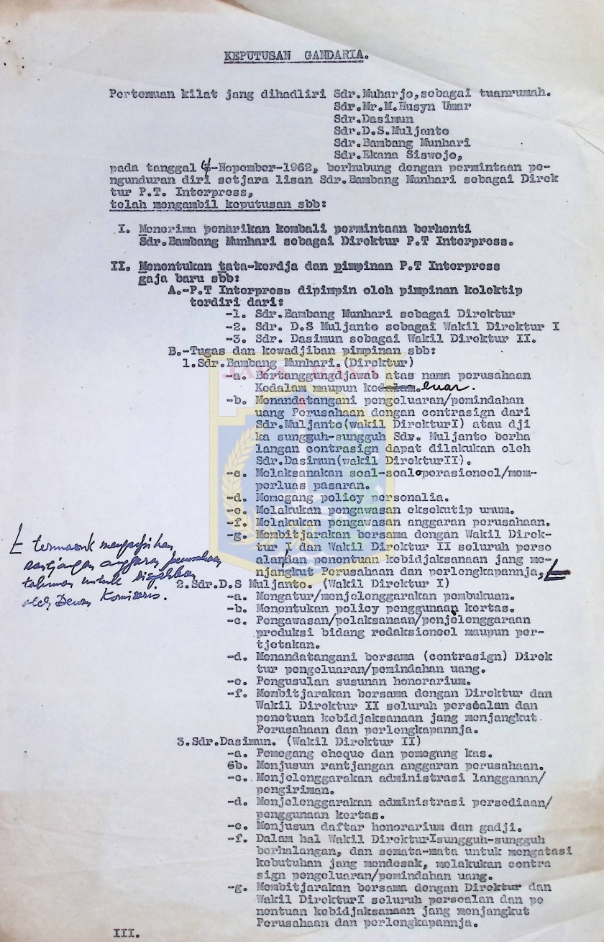 KEPUTUSAN GANDARIA.
Pertemuan kilat jang dihadliri Sdr.Muharjo,sebagai tuanrumah.
Sdr.Mr.M.Husyn Umar
Sdr.Dasimun
Sdr.D.S.Muljanto
Sdr.Bambang Munhari
Sdr.Ekana Siswojo,
pada tanggal 4-Nopember-1962, berhubung dengan permintaan pe-
ngunduran diri setjara lisan Sdr.Bambang Munhari sebagai Direk
tur P.T. Interpress,
telah mengambil keputusan sbb:
I. Menerima penarikan kembali permintaan berhenti
Sdr.Bambang Munhari sebagai Direktur P.T Interpress.
II. Menentukan tata-kerdja dan pimpinan P.T Interpress
gaja baru sbb:
A.-P.T Interpress dipimpin oleh pimpinan kolektip
terdiri dari:
-1. Sdr.Bambang Munhari sebagai Direktur
-2. Sdr. D.S Muljanto sebagai Wakil Direktur I
-3. Sdr. Dasimun sebagai Wakil Direktur II.
B.-Tugas dan kewadjiban pimpinan sbb:
1.Sdr.Bambang Munhari.(Direktur)
-a. Bertanggungdjawab atas nama perusahaan
Kedalam maupun kedalam.eluar.
-b. Menandatangani pengeluaran/pemindahan
uang Perusahaan dengan contrasign dari
Sdr.Muljanto(wakil DirekturI) atau dji
ka sungguh-sungguh Sdr. Muljanto berha
langan contrasign dapat dilakukan oleh
Sdr.Dasimun(wakil DirekturII).
-c. Melaksanakan soal-soal operasioneel/mem-
perluas pasaran.
-d. Memegang policy personalia.
-e. Melakukan pengawasan eksekutip umum.
-f. Melakukan pengawasan anggaran perusahaan.
-g. Membitjarakan bersama dengan Wakil Direk-
tur I dan Wakil Direktur II seluruh perso
alan dan penentuan kebidjaksanaan jang me-
njangkut Perusahaan dan perlengkapannja,
termasuk
anggaran perusahaan
tahunan untuk disjahkan
oleh Dewan Komisaris.
2.Sdr.D.S Muljanto. (Wakil Direktur I)
-a. Mengatur/menjelenggarakan pembukuan.
-b. Menentukan policy penggunaan kertas.
-c. Pengawasan/pelaksanaan/penjelenggaraan
produksi bidang redaksioneel maupun per-
tjetakan.
-d. Menandatangani bersama (contrasign) Direk
tur pengeluaran/pemindahan uang.
-e. Pengusulan susunan honorarium.
-f. Membitjarakan bersama dengan Direktur dan
Wakil Direktur II seluruh persoalan dan
penetuan kebidjaksanaan jang menjangkut
Perusahaan dan perlengkapannja.
3.Sdr.Dasimun. (Wakil Direktur II)
-a. Pemegang cheque dan pemegang kas.
6b. Menjusun rantjangan anggaran perusahaan.
-c. Menjelenggarakan administrasi langganan/
pengiriman.
-d. Menjelenggarakan administrasi persediaan/
penggunaan kertas.
-e. Menjusun daftar honorarium dan gadji.
-f. Dalam hal Wakil DirekturIsungguh-sungguh
berhalangan, dan semata-mata untuk mengatasi
kebutuhan jang mendesak, melakukan contra
sign pengeluaran/pemindahan uang.
-g. Membitjarakan bersama dengan Direktur dan
Wakil DirekturI seluruh persoalan dan pe
nentuan kebidjaksanaan jang menjangkut
Perusahaan dan perlengkapannja.
III.